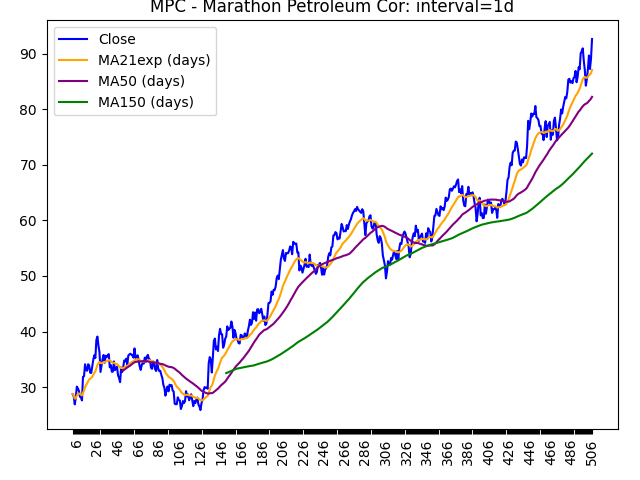 MPC - Marathon Petroleum Cor: interval=1d
Close
MA21exp (days)
MA50 (days)
MA150 (days)
90
80
70
60
50
40
30
6 26 46 66 86 106 126 146 166 186 206 226 246 266 286 306 326 346 366 386 406 426 446 466 486 506